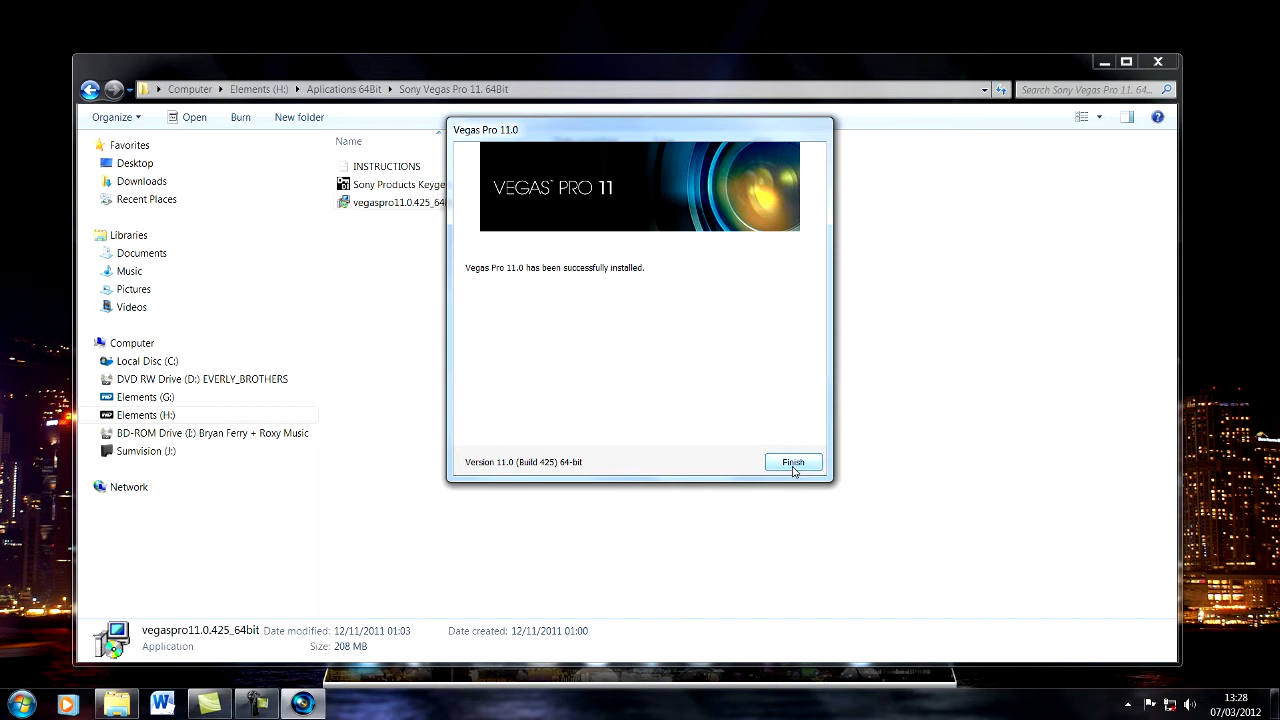 Computer Elements (H:) Aplications 64Bit Sony Vegas Pro 11. 64Bit
Search Sony Vegas Pro 11. 64...
Organize Open Burn New folder
Favorites
Desktop
Downloads
Recent Places
Libraries
Documents
Music
Pictures
Videos
Computer
Local Disc (C:)
DVD RW Drive (D:) EVERLY_BROTHERS
Elements (G:)
Elements (H:)
BD-ROM Drive (I:) Bryan Ferry + Roxy Music
Sumvision (J:)
Network
Name
INSTRUCTIONS
Sony Products Keyge
vegaspro11.0.425_64
Vegas Pro 11.0
VEGAS™ PRO 11
Vegas Pro 11.0 has been successfully installed.
Version 11.0 (Build 425) 64-bit
Finish
vegaspro11.0.425_64bit Date modified: 12/11/2011 01:03 Date created: 12/11/2011 01:00
Application Size: 208 MB
13:28
07/03/2012